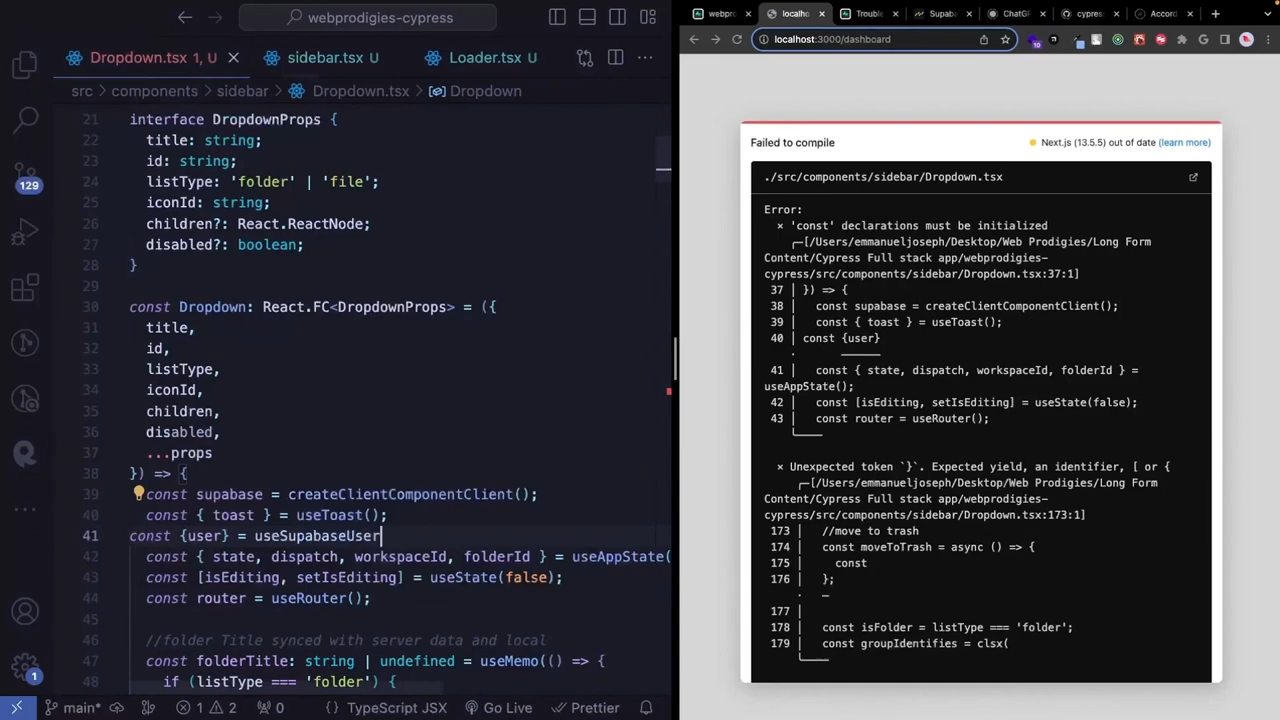 webprodigies-cypress
Dropdown.tsx 1, U
sidebar.tsx U
Loader.tsx U
src > components > sidebar > Dropdown.tsx > Dropdown
21 interface DropdownProps {
22 title: string;
23 id: string;
24 listType: 'folder' | 'file';
25 iconId: string;
26 children?: React.ReactNode;
27 disabled?: boolean;
28 }
29
30 const Dropdown: React.FC<DropdownProps> = ({
31 title,
32 id,
33 listType,
34 iconId,
35 children,
36 disabled,
37 ...props
38 }) => {
39 const supabase = createClientComponentClient();
40 const { toast } = useToast();
41 const {user} = useSupabaseUser
42 const { state, dispatch, workspaceId, folderId } = useAppState(
43 const [isEditing, setIsEditing] = useState(false);
44 const router = useRouter();
45
46 //folder Title synced with server data and local
47 const folderTitle: string | undefined = useMemo(() => {
48 if (listType === 'folder') {
129
1
main*
1 2
0
{} TypeScript JSX
Go Live
Prettier
webpro
localho
Trouble
Supaba
ChatGP
cypres
Accord
localhost:3000/dashboard
10
Failed to compile
Next.js (13.5.5) out of date (learn more)
./src/components/sidebar/Dropdown.tsx
Error:
× 'const' declarations must be initialized
╭─[/Users/emmanueljoseph/Desktop/Web Prodigies/Long Form
Content/Cypress Full stack app/webprodigies-
cypress/src/components/sidebar/Dropdown.tsx:37:1]
37 │ }) => {
38 │ const supabase = createClientComponentClient();
39 │ const { toast } = useToast();
40 │ const {user}
· ──────
41 │ const { state, dispatch, workspaceId, folderId } =
useAppState();
42 │ const [isEditing, setIsEditing] = useState(false);
43 │ const router = useRouter();
╰────
× Unexpected token `}`. Expected yield, an identifier, [ or {
╭─[/Users/emmanueljoseph/Desktop/Web Prodigies/Long Form
Content/Cypress Full stack app/webprodigies-
cypress/src/components/sidebar/Dropdown.tsx:173:1]
173 │ //move to trash
174 │ const moveToTrash = async () => {
175 │ const
176 │ };
· ─
177 │
178 │ const isFolder = listType === 'folder';
179 │ const groupIdentifies = clsx(
╰────